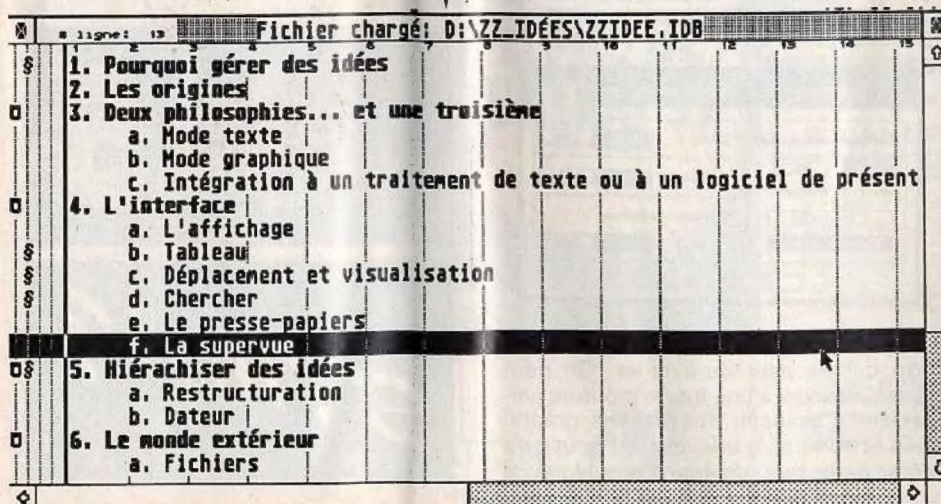 # ligne: 13 Fichier chargé: D:\ZZ_IDÉES\ZZIDEE.IDB
1 2 3 4 5 6 7 8 9 10 11 12 13 14 15
§ 1. Pourquoi gérer des idées
2. Les origines
3. Deux philosophies... et une troisième
a. Mode texte
b. Mode graphique
c. Intégration à un traitement de texte ou à un logiciel de présent
4. L'interface
a. L'affichage
§ b. Tableau
§ c. Déplacement et visualisation
§ d. Chercher
e. Le presse-papiers
f. La supervue
§ 5. Hiérachiser des idées
a. Restructuration
b. Dateur
6. Le monde extérieur
a. Fichiers